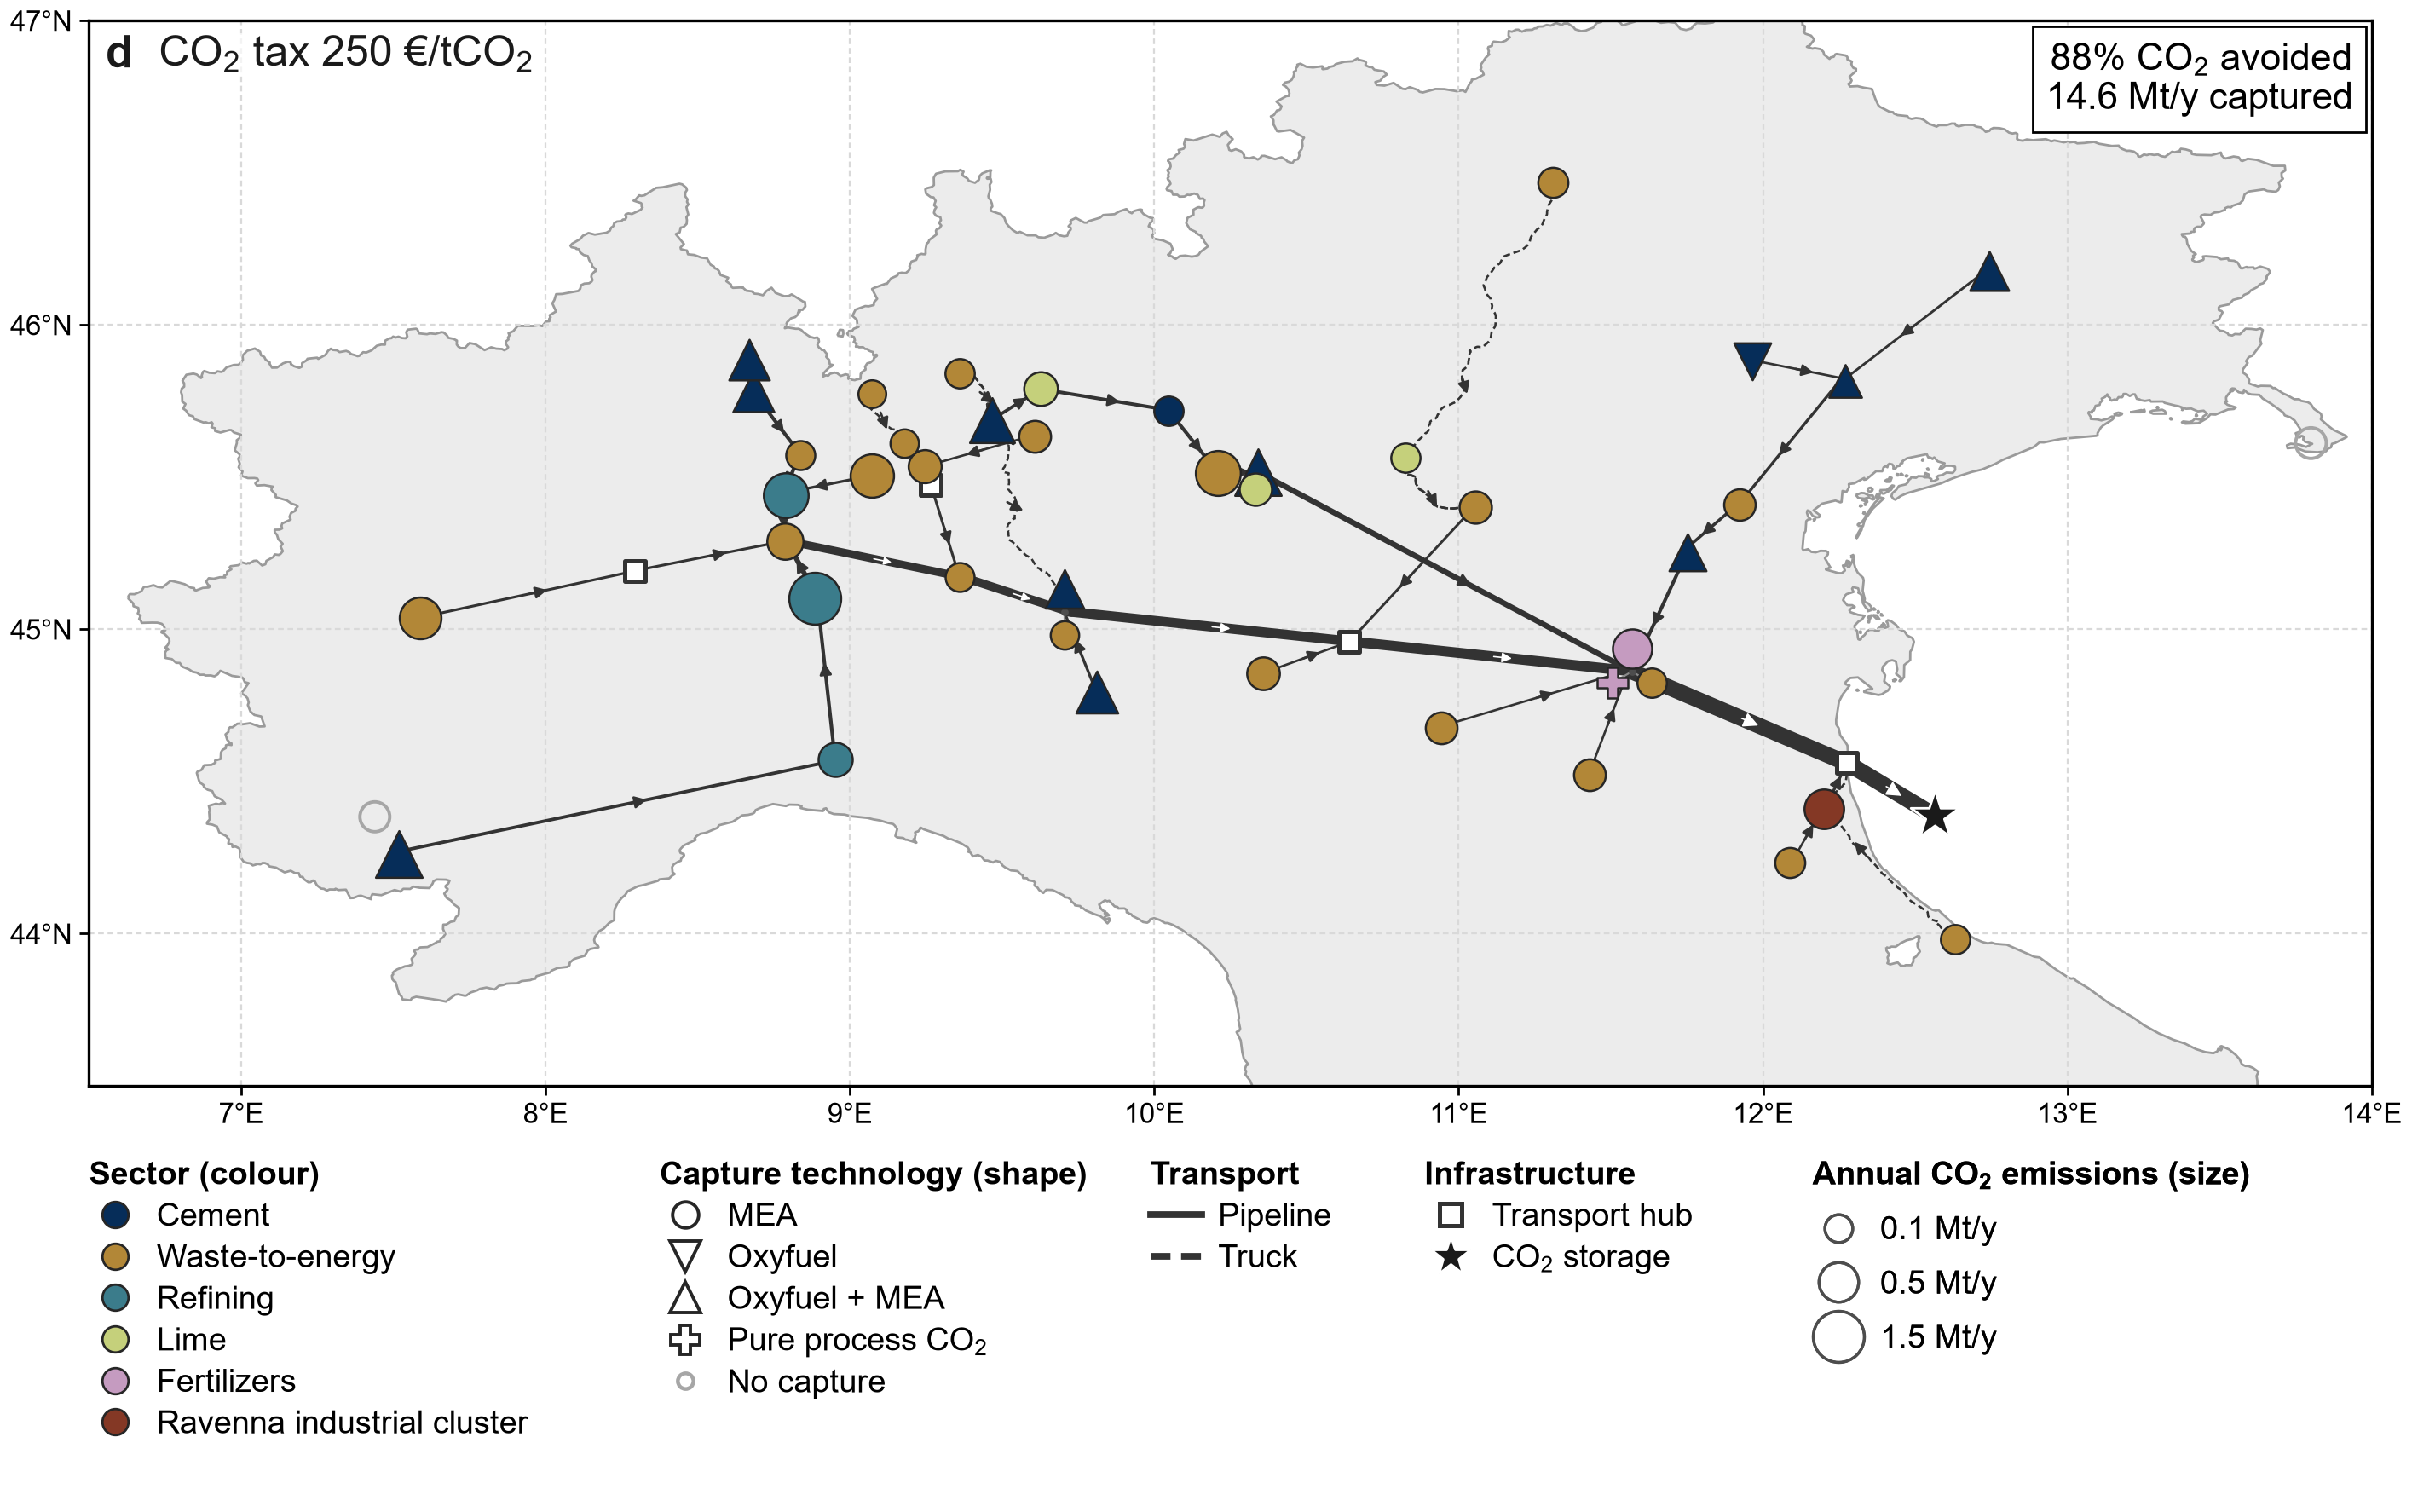 d CO₂ tax 250 €/tCO₂
88% CO₂ avoided
14.6 Mt/y captured
47°N
46°N
45°N
44°N
7°E 8°E 9°E 10°E 11°E 12°E 13°E 14°E
Sector (colour)
Cement
Waste-to-energy
Refining
Lime
Fertilizers
Ravenna industrial cluster
Capture technology (shape)
MEA
Oxyfuel
Oxyfuel + MEA
Pure process CO₂
No capture
Transport
Pipeline
Truck
Infrastructure
Transport hub
CO₂ storage
Annual CO₂ emissions (size)
0.1 Mt/y
0.5 Mt/y
1.5 Mt/y